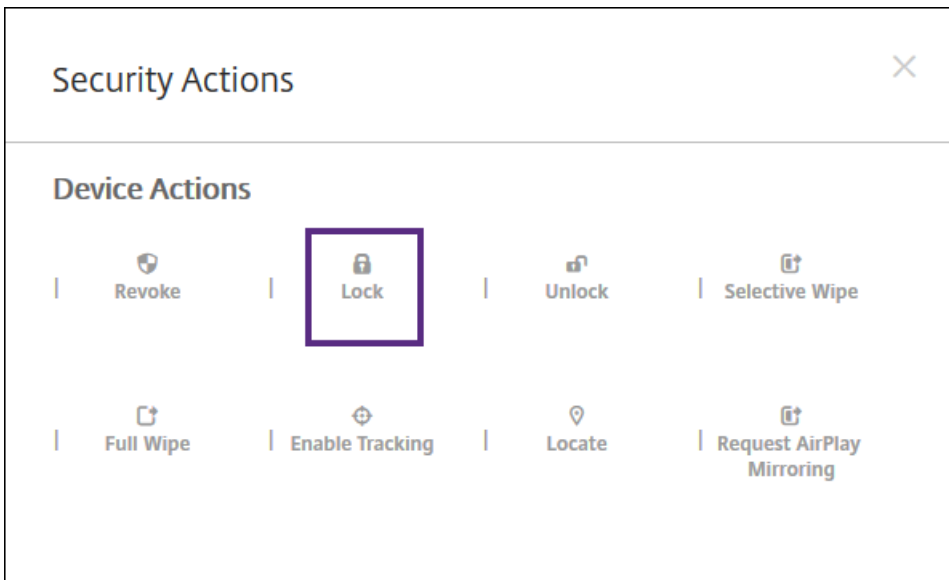 Security Actions
Device Actions
Revoke
Lock
Unlock
Selective Wipe
Full Wipe
Enable Tracking
Locate
Request AirPlay
Mirroring